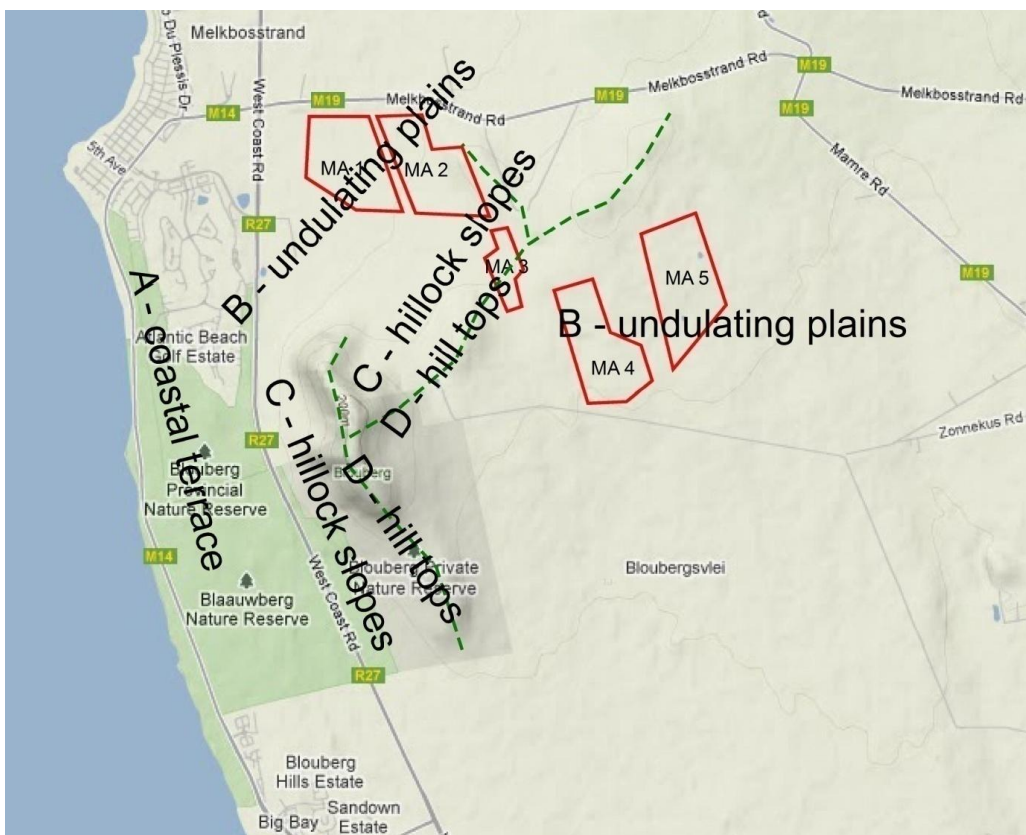 Melkbosstrand
Du Plessis Dr.
M14
5th Ave
West Coast Rd
M19
Melkbosstrand Rd
M19
Melkbosstrand Rd
M19
M19
Melkbosstrand Rd
Mamre Rd
M19
R27
MA 1
MA 2
MA 3
MA 4
MA 5
A - coastal terrace
B - undulating plains
C - hillock slopes
D - hill tops
B - undulating plains
C - hillock slopes
D - hill tops
Atlantic Beach
Golf Estate
200m
R27
Zonnekus Rd
Blouberg
Blouberg
Provincial
Nature Reserve
M14
Blaauwberg
Nature Reserve
West Coast Rd
Blouberg Private
Nature Reserve
Bloubergsvlei
R27
Blouberg
Hills Estate
Sandown
Estate
Big Bay